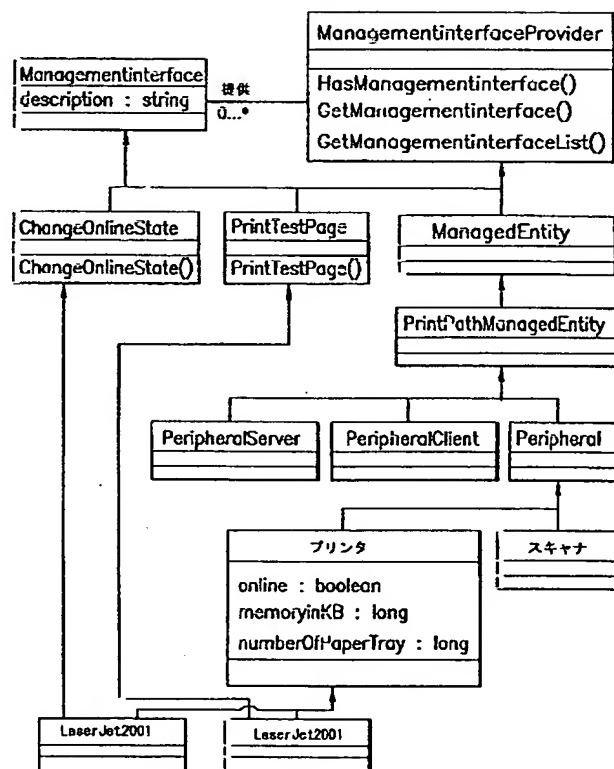 ManagementinterfaceProvider
HasManagementinterface()
GetManagementinterface()
GetManagementinterfaceList()
Managementinterface
description : string
提供
0...*
ChangeOnlineState
ChangeOnlineState()
PrintTestPage
PrintTestPage()
ManagedEntity
PrintPathManagedEntity
PeripheralServer
PeripheralClient
Peripheral
プリンタ
online : boolean
memoryinKB : long
numberOfPaperTray : long
スキャナ
LaserJet2001
LaserJet2001